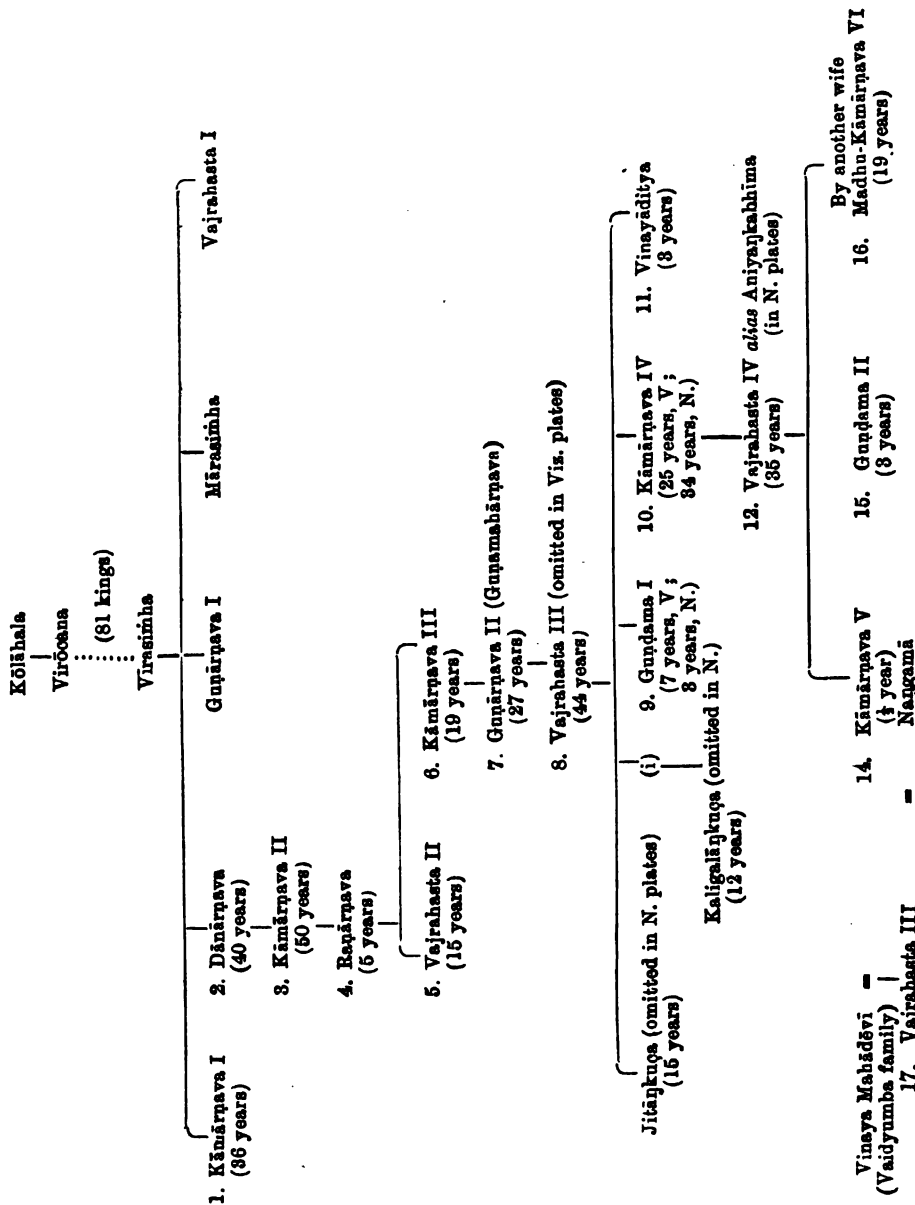 Kōlāhala
Virōcana
(81 kings)
Vīrasiṁha
Guṇārṇava I Mārasiṁha Vajrahasta I
1. Kāmārṇava I 2. Dānārṇava
(36 years) (40 years)
3. Kāmārṇava II
(50 years)
4. Raṇārṇava
(5 years)
5. Vajrahasta II 6. Kāmārṇava III
(15 years) (19 years)
7. Guṇārṇava II (Guṇamahārṇava)
(27 years)
8. Vajrahasta III (omitted in Viz. plates)
(44 years)
Jitāŋkuça (omitted in N. plates) (i) 9. Guṇḍama I 10. Kāmārṇava IV 11. Vinayāditya
(15 years) (7 years, V; (25 years, V; (3 years)
3 years, N.) 34 years, N.)
Kaligalāŋkuça (omitted in N.)
(12 years)
12. Vajrahasta IV alias Aniyaŋkabhīma
(35 years) (in N. plates)
By another wife
14. Kāmārṇava V 15. Guṇḍama II 16. Madhu-Kāmārṇava VI
(½ year) (3 years) (19 years)
Vinaya Mahādēvī = = Naŋgamā
(Vaidyumba family)
17. Vajrahasta III